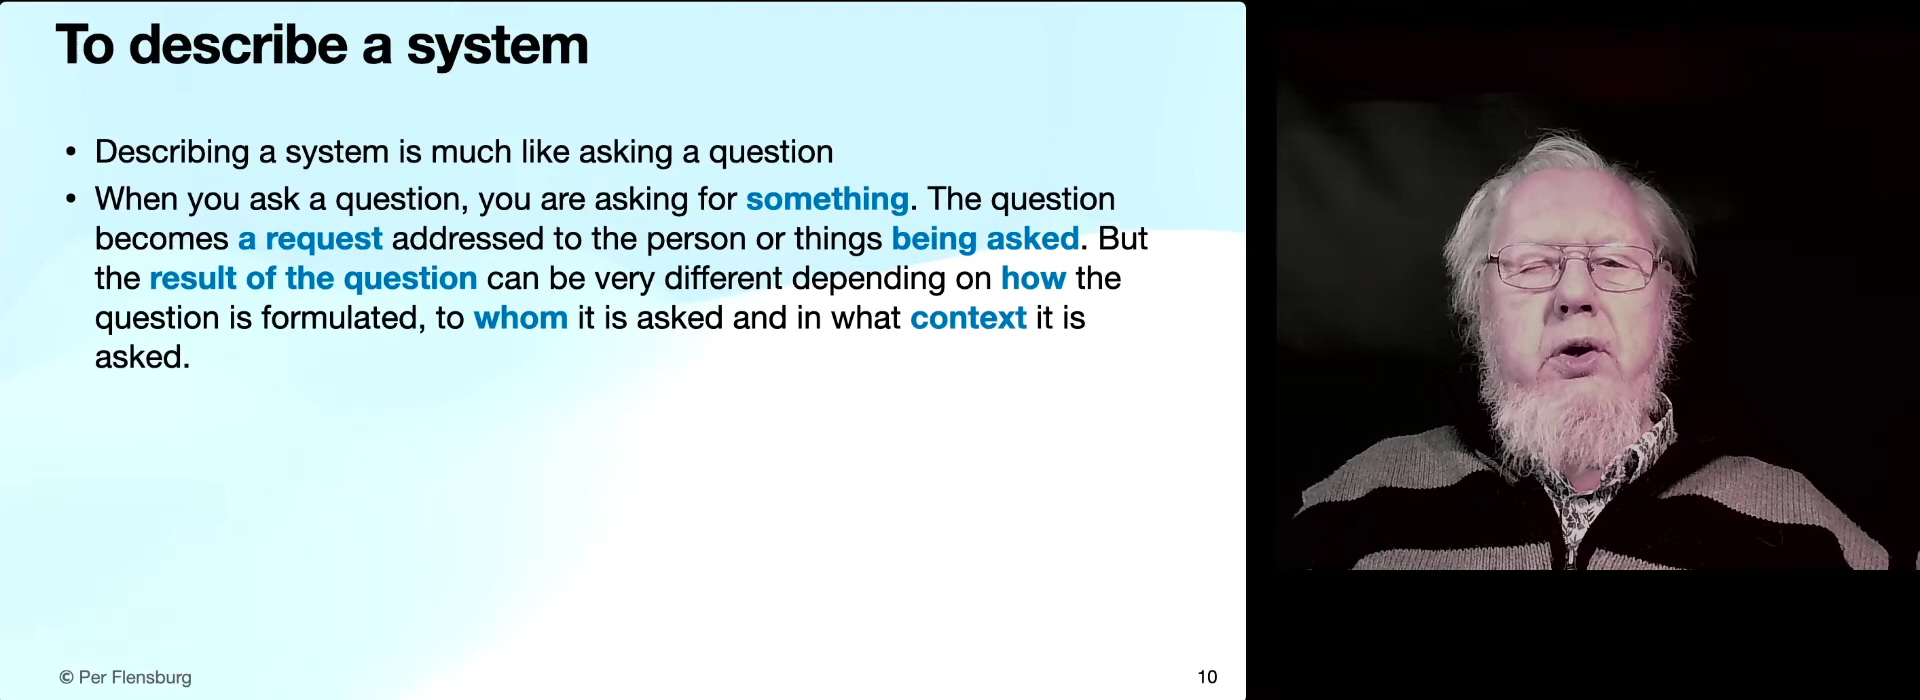 To describe a system
• Describing a system is much like asking a question
• When you ask a question, you are asking for something. The question
becomes a request addressed to the person or things being asked. But
the result of the question can be very different depending on how the
question is formulated, to whom it is asked and in what context it is
asked.
© Per Flensburg
10